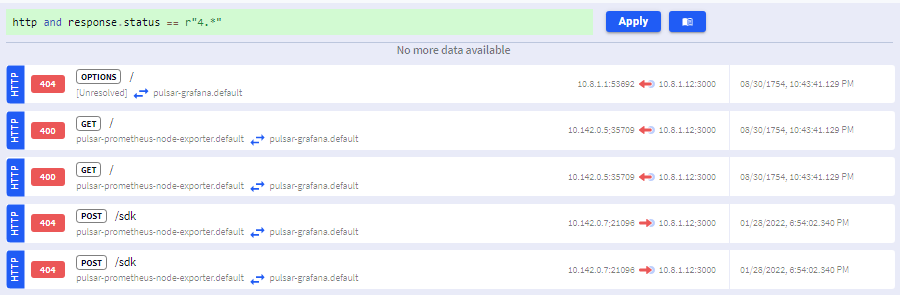 http and response.status == r"4.*"
Apply
No more data available
HTTP
404
OPTIONS /
[Unresolved] pulsar-grafana.default
10.8.1.1:53692 10.8.1.12:3000
08/30/1754, 10:43:41.129 PM
HTTP
400
GET /
pulsar-prometheus-node-exporter.default pulsar-grafana.default
10.142.0.5:35709 10.8.1.12:3000
08/30/1754, 10:43:41.129 PM
HTTP
400
GET /
pulsar-prometheus-node-exporter.default pulsar-grafana.default
10.142.0.5:35709 10.8.1.12:3000
08/30/1754, 10:43:41.129 PM
HTTP
404
POST /sdk
pulsar-prometheus-node-exporter.default pulsar-grafana.default
10.142.0.7:21096 10.8.1.12:3000
01/28/2022, 6:54:02.340 PM
HTTP
404
POST /sdk
pulsar-prometheus-node-exporter.default pulsar-grafana.default
10.142.0.7:21096 10.8.1.12:3000
01/28/2022, 6:54:02.340 PM